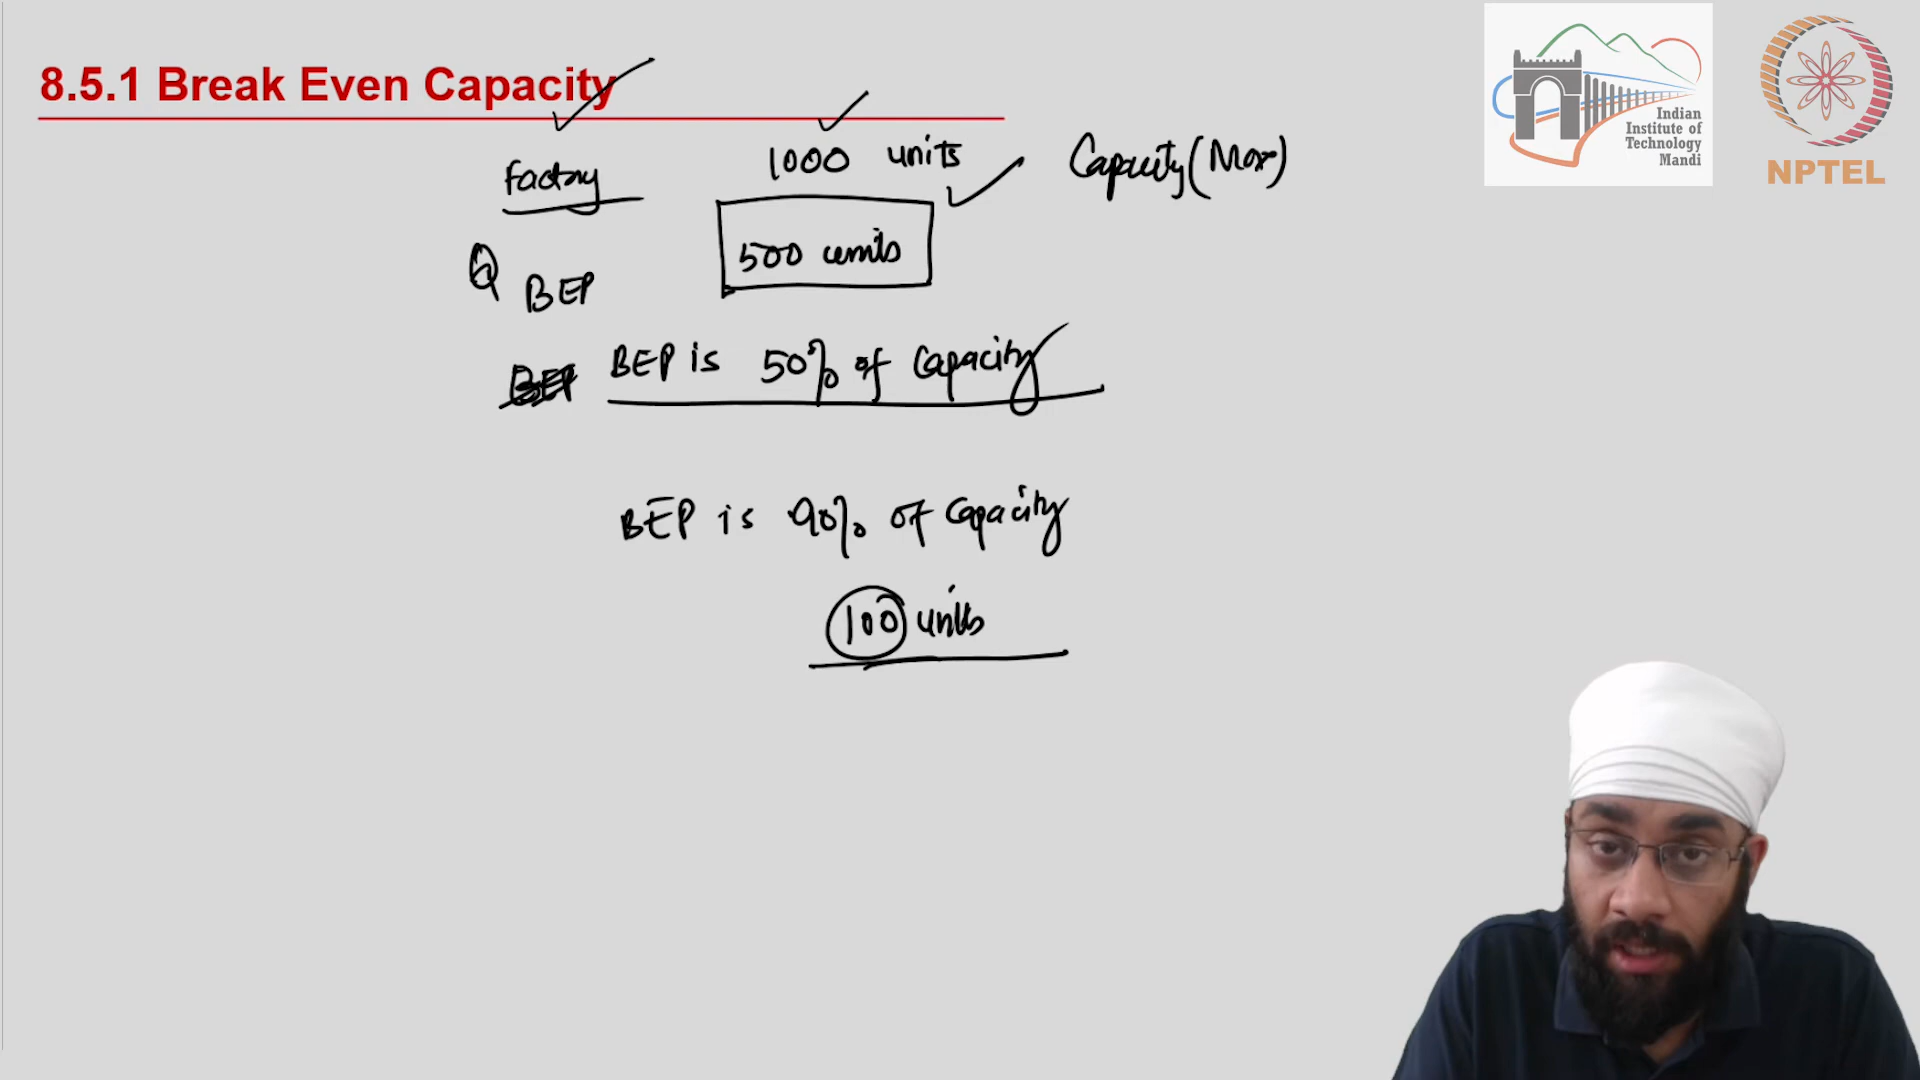 8.5.1 Break Even Capacity
Indian
Institute of
Technology
Mandi
NPTEL
Factory 1000 units Capacity (Max)
Q BEP 500 units
BEP BEP is 50% of Capacity
BEP is 90% of Capacity
100 units